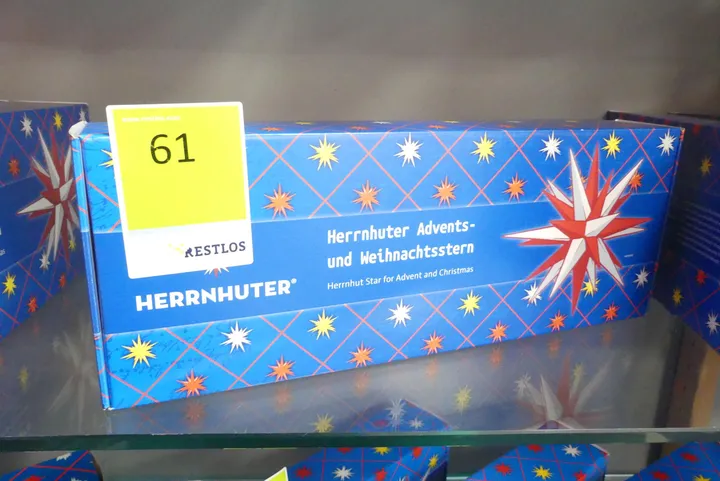 61
RESTLOS
Herrnhuter Advents-
und Weihnachtsstern
Herrnhut Star for Advent and Christmas
HERRNHUTER®